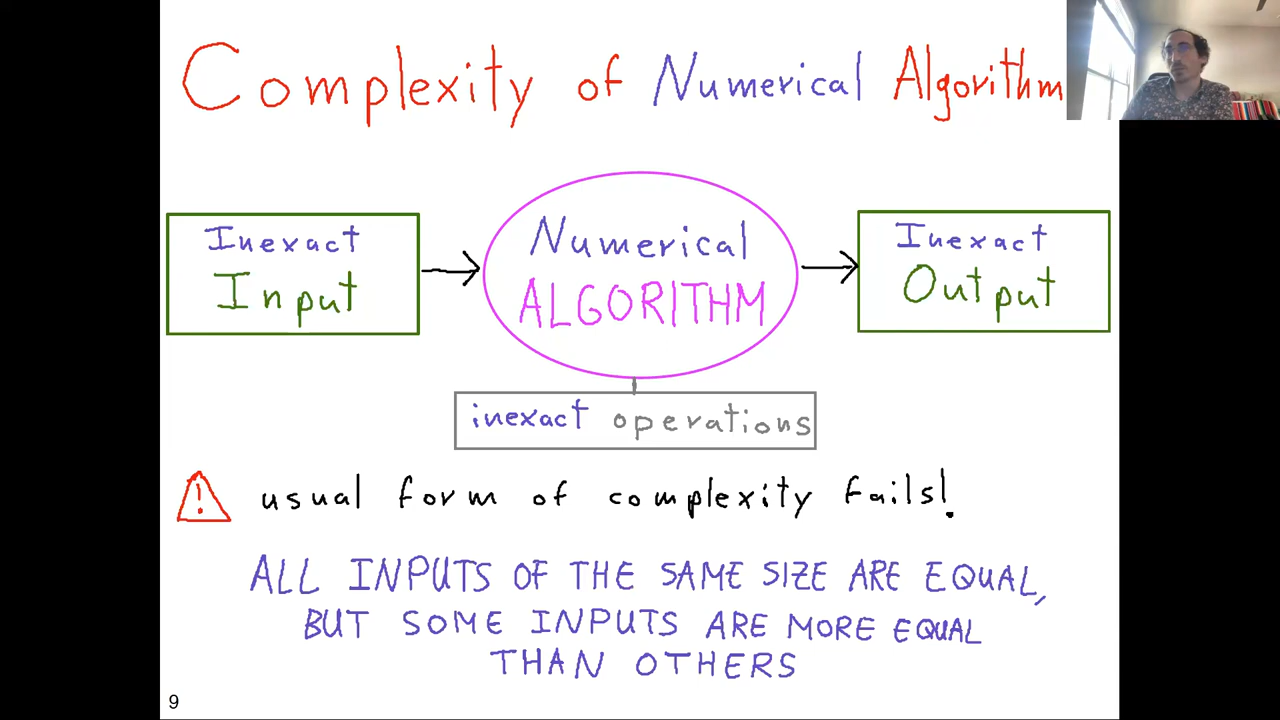 Complexity of Numerical Algorithm
Inexact
Input
Numerical
ALGORITHM
Inexact
Output
inexact operations
! usual form of complexity fails!
ALL INPUTS OF THE SAME SIZE ARE EQUAL,
BUT SOME INPUTS ARE MORE EQUAL
THAN OTHERS
9